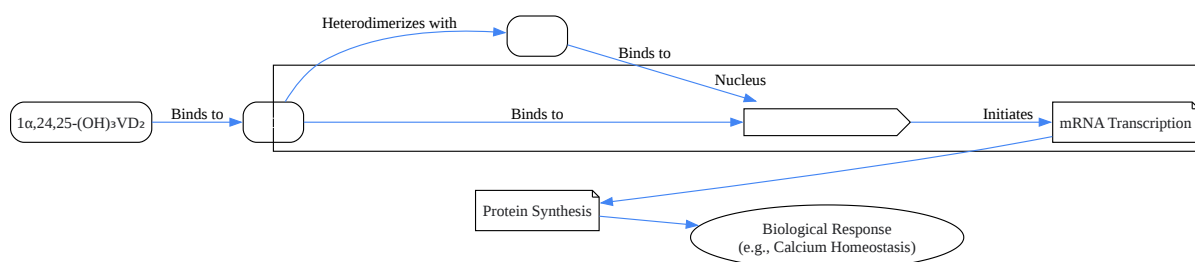 Heterodimerizes with
Binds to
Nucleus
1α,24,25-(OH)₃VD₂
Binds to
Binds to
Initiates
mRNA Transcription
Protein Synthesis
Biological Response
(e.g., Calcium Homeostasis)